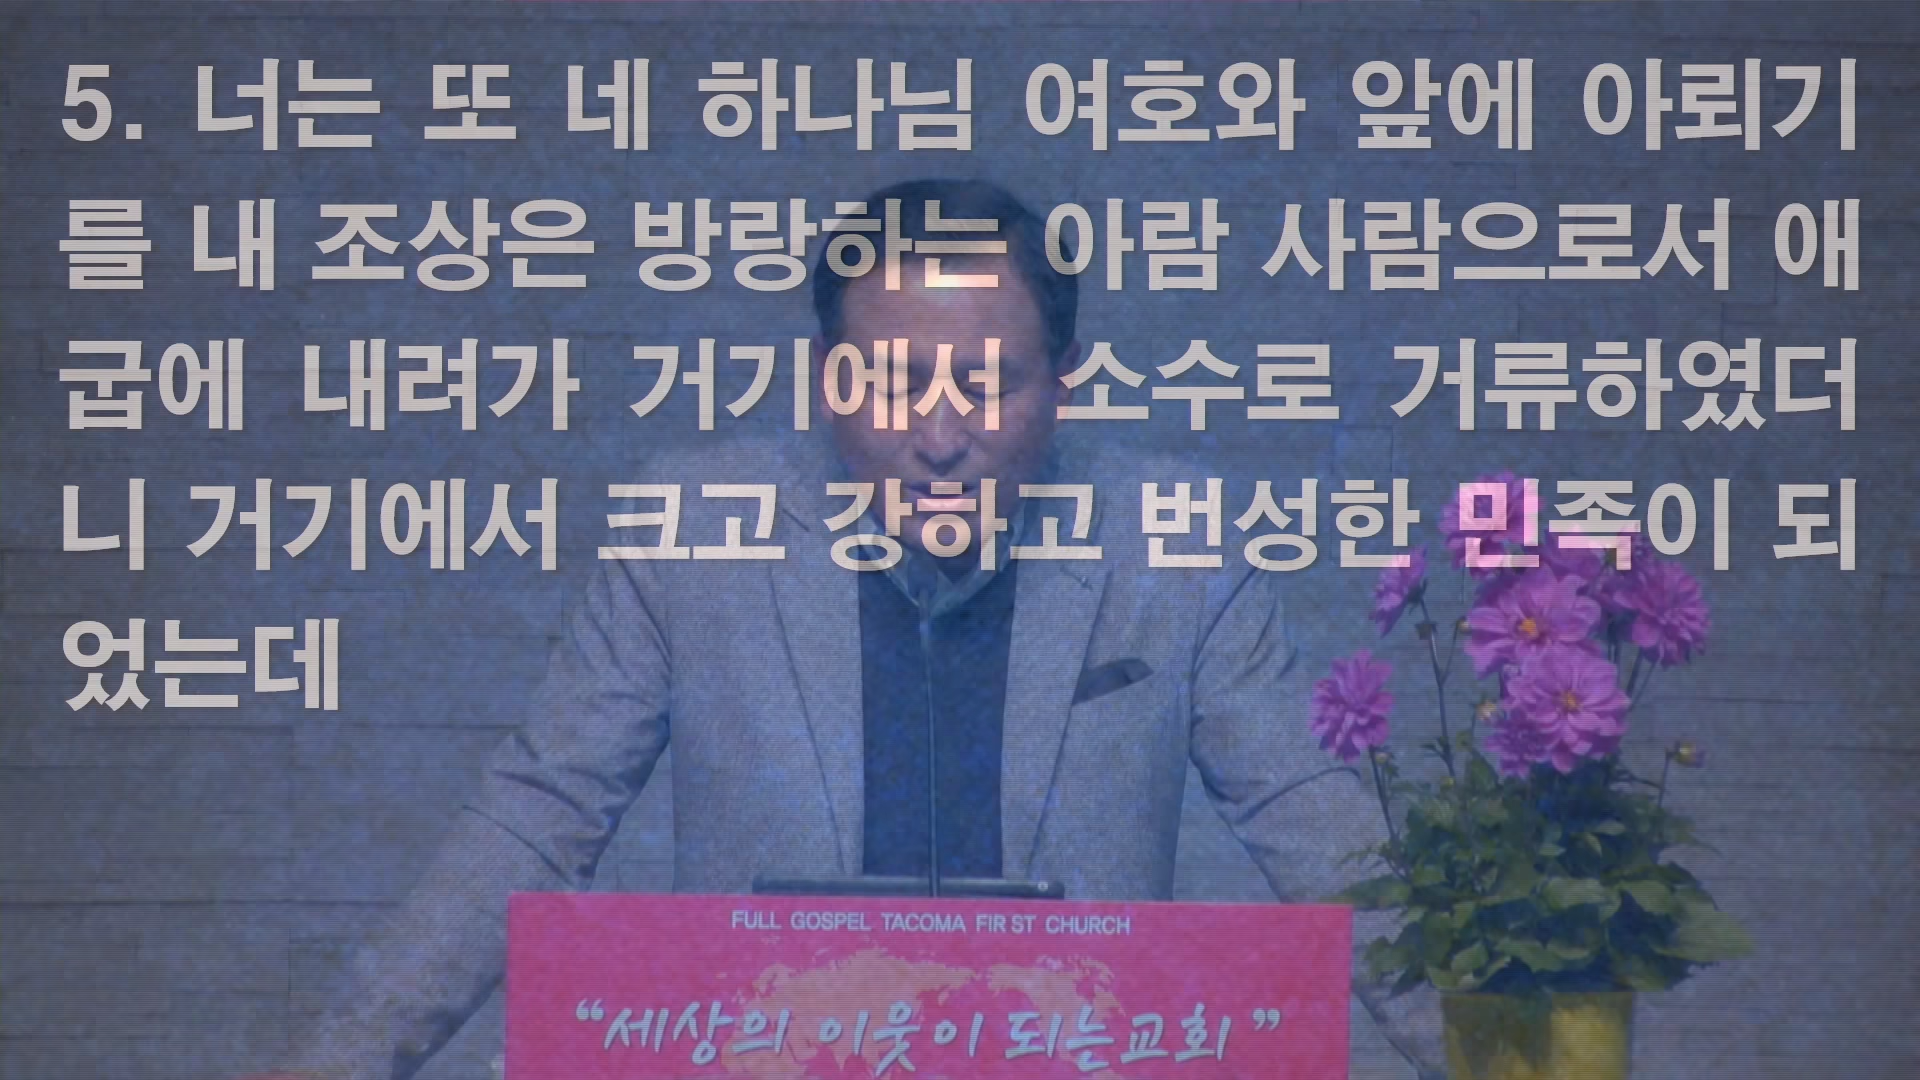 5. 너는 또 네 하나님 여호와 앞에 아뢰기
를 내 조상은 방랑하는 아람 사람으로서 애
굽에 내려가 거기에서 소수로 거류하였더
니 거기에서 크고 강하고 번성한 민족이 되
었는데
FULL GOSPEL TACOMA FIRST CHURCH
“세상의 이웃이 되는교회”